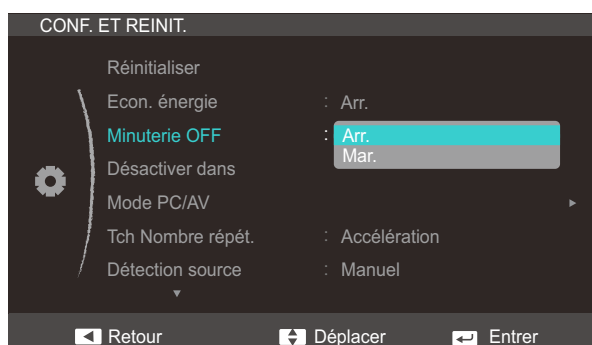 CONF. ET REINIT.
Réinitialiser
Econ. énergie : Arr.
Minuterie OFF : Arr.
Mar.
Désactiver dans
Mode PC/AV
Tch Nombre répét. : Accélération
Détection source : Manuel
Retour Déplacer Entrer